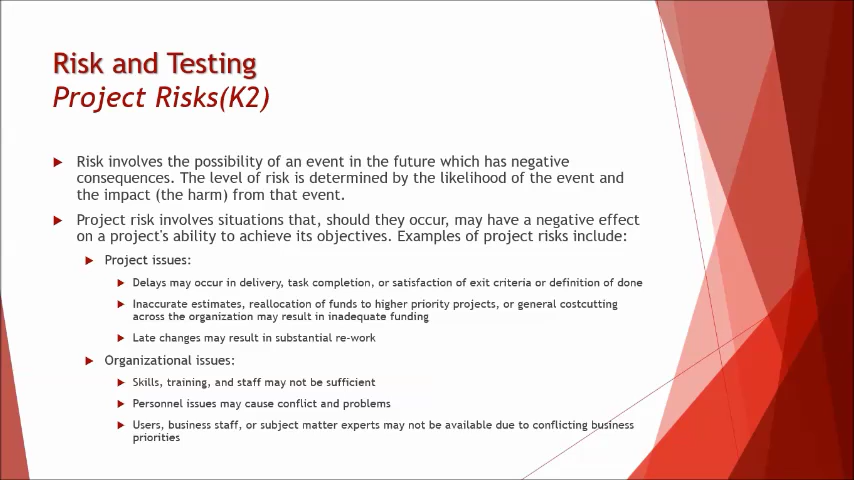 Risk and Testing
Project Risks(K2)
Risk involves the possibility of an event in the future which has negative
consequences. The level of risk is determined by the likelihood of the event and
the impact (the harm) from that event.
Project risk involves situations that, should they occur, may have a negative effect
on a project's ability to achieve its objectives. Examples of project risks include:
Project issues:
Delays may occur in delivery, task completion, or satisfaction of exit criteria or definition of done
Inaccurate estimates, reallocation of funds to higher priority projects, or general costcutting
across the organization may result in inadequate funding
Late changes may result in substantial re-work
Organizational issues:
Skills, training, and staff may not be sufficient
Personnel issues may cause conflict and problems
Users, business staff, or subject matter experts may not be available due to conflicting business
priorities